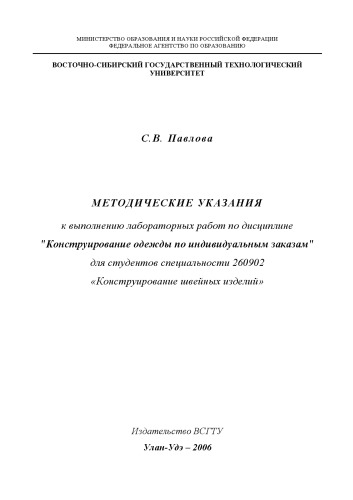 МИНИСТЕРСТВО ОБРАЗОВАНИЯ И НАУКИ РОССИЙСКОЙ ФЕДЕРАЦИИ
ФЕДЕРАЛЬНОЕ АГЕНТСТВО ПО ОБРАЗОВАНИЮ
ВОСТОЧНО-СИБИРСКИЙ ГОСУДАРСТВЕННЫЙ ТЕХНОЛОГИЧЕСКИЙ
УНИВЕРСИТЕТ
С.В. Павлова
МЕТОДИЧЕСКИЕ УКАЗАНИЯ
к выполнению лабораторных работ по дисциплине
"Конструирование одежды по индивидуальным заказам"
для студентов специальности 260902
«Конструирование швейных изделий»
Издательство ВСГТУ
Улан-Удэ – 2006